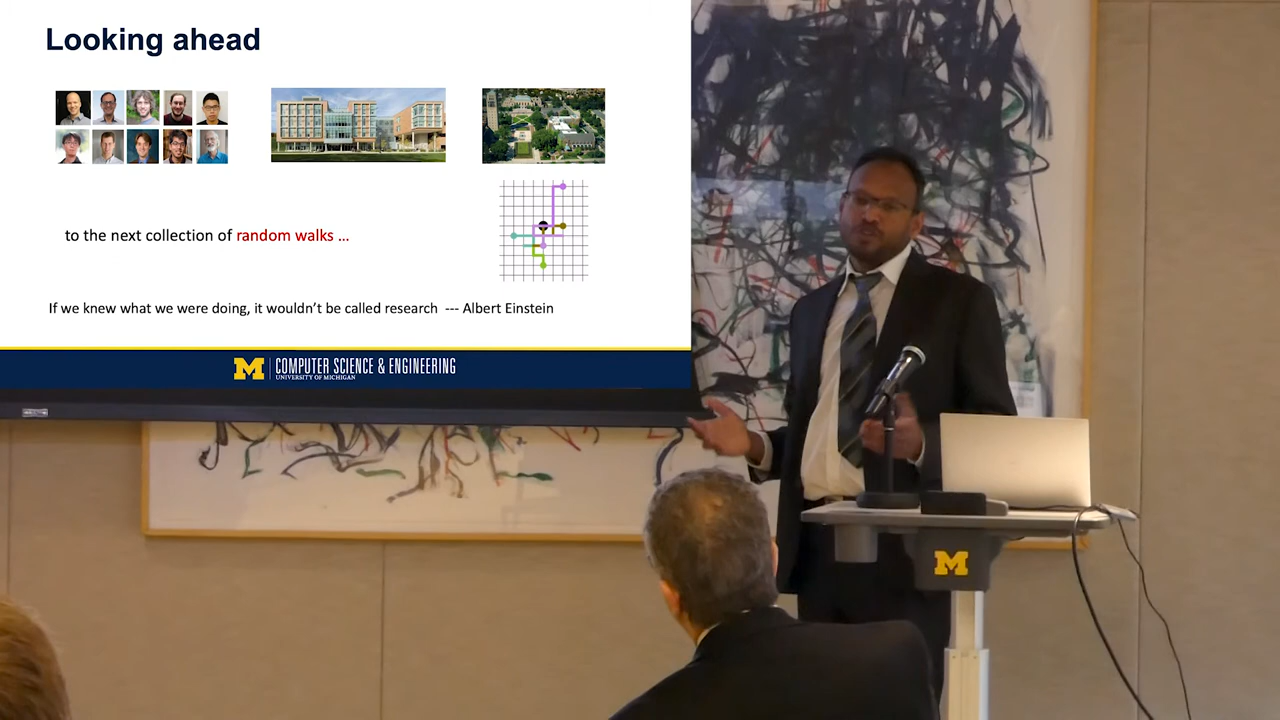 Looking ahead
to the next collection of random walks ...
If we knew what we were doing, it wouldn't be called research --- Albert Einstein
M COMPUTER SCIENCE & ENGINEERING
UNIVERSITY OF MICHIGAN
M